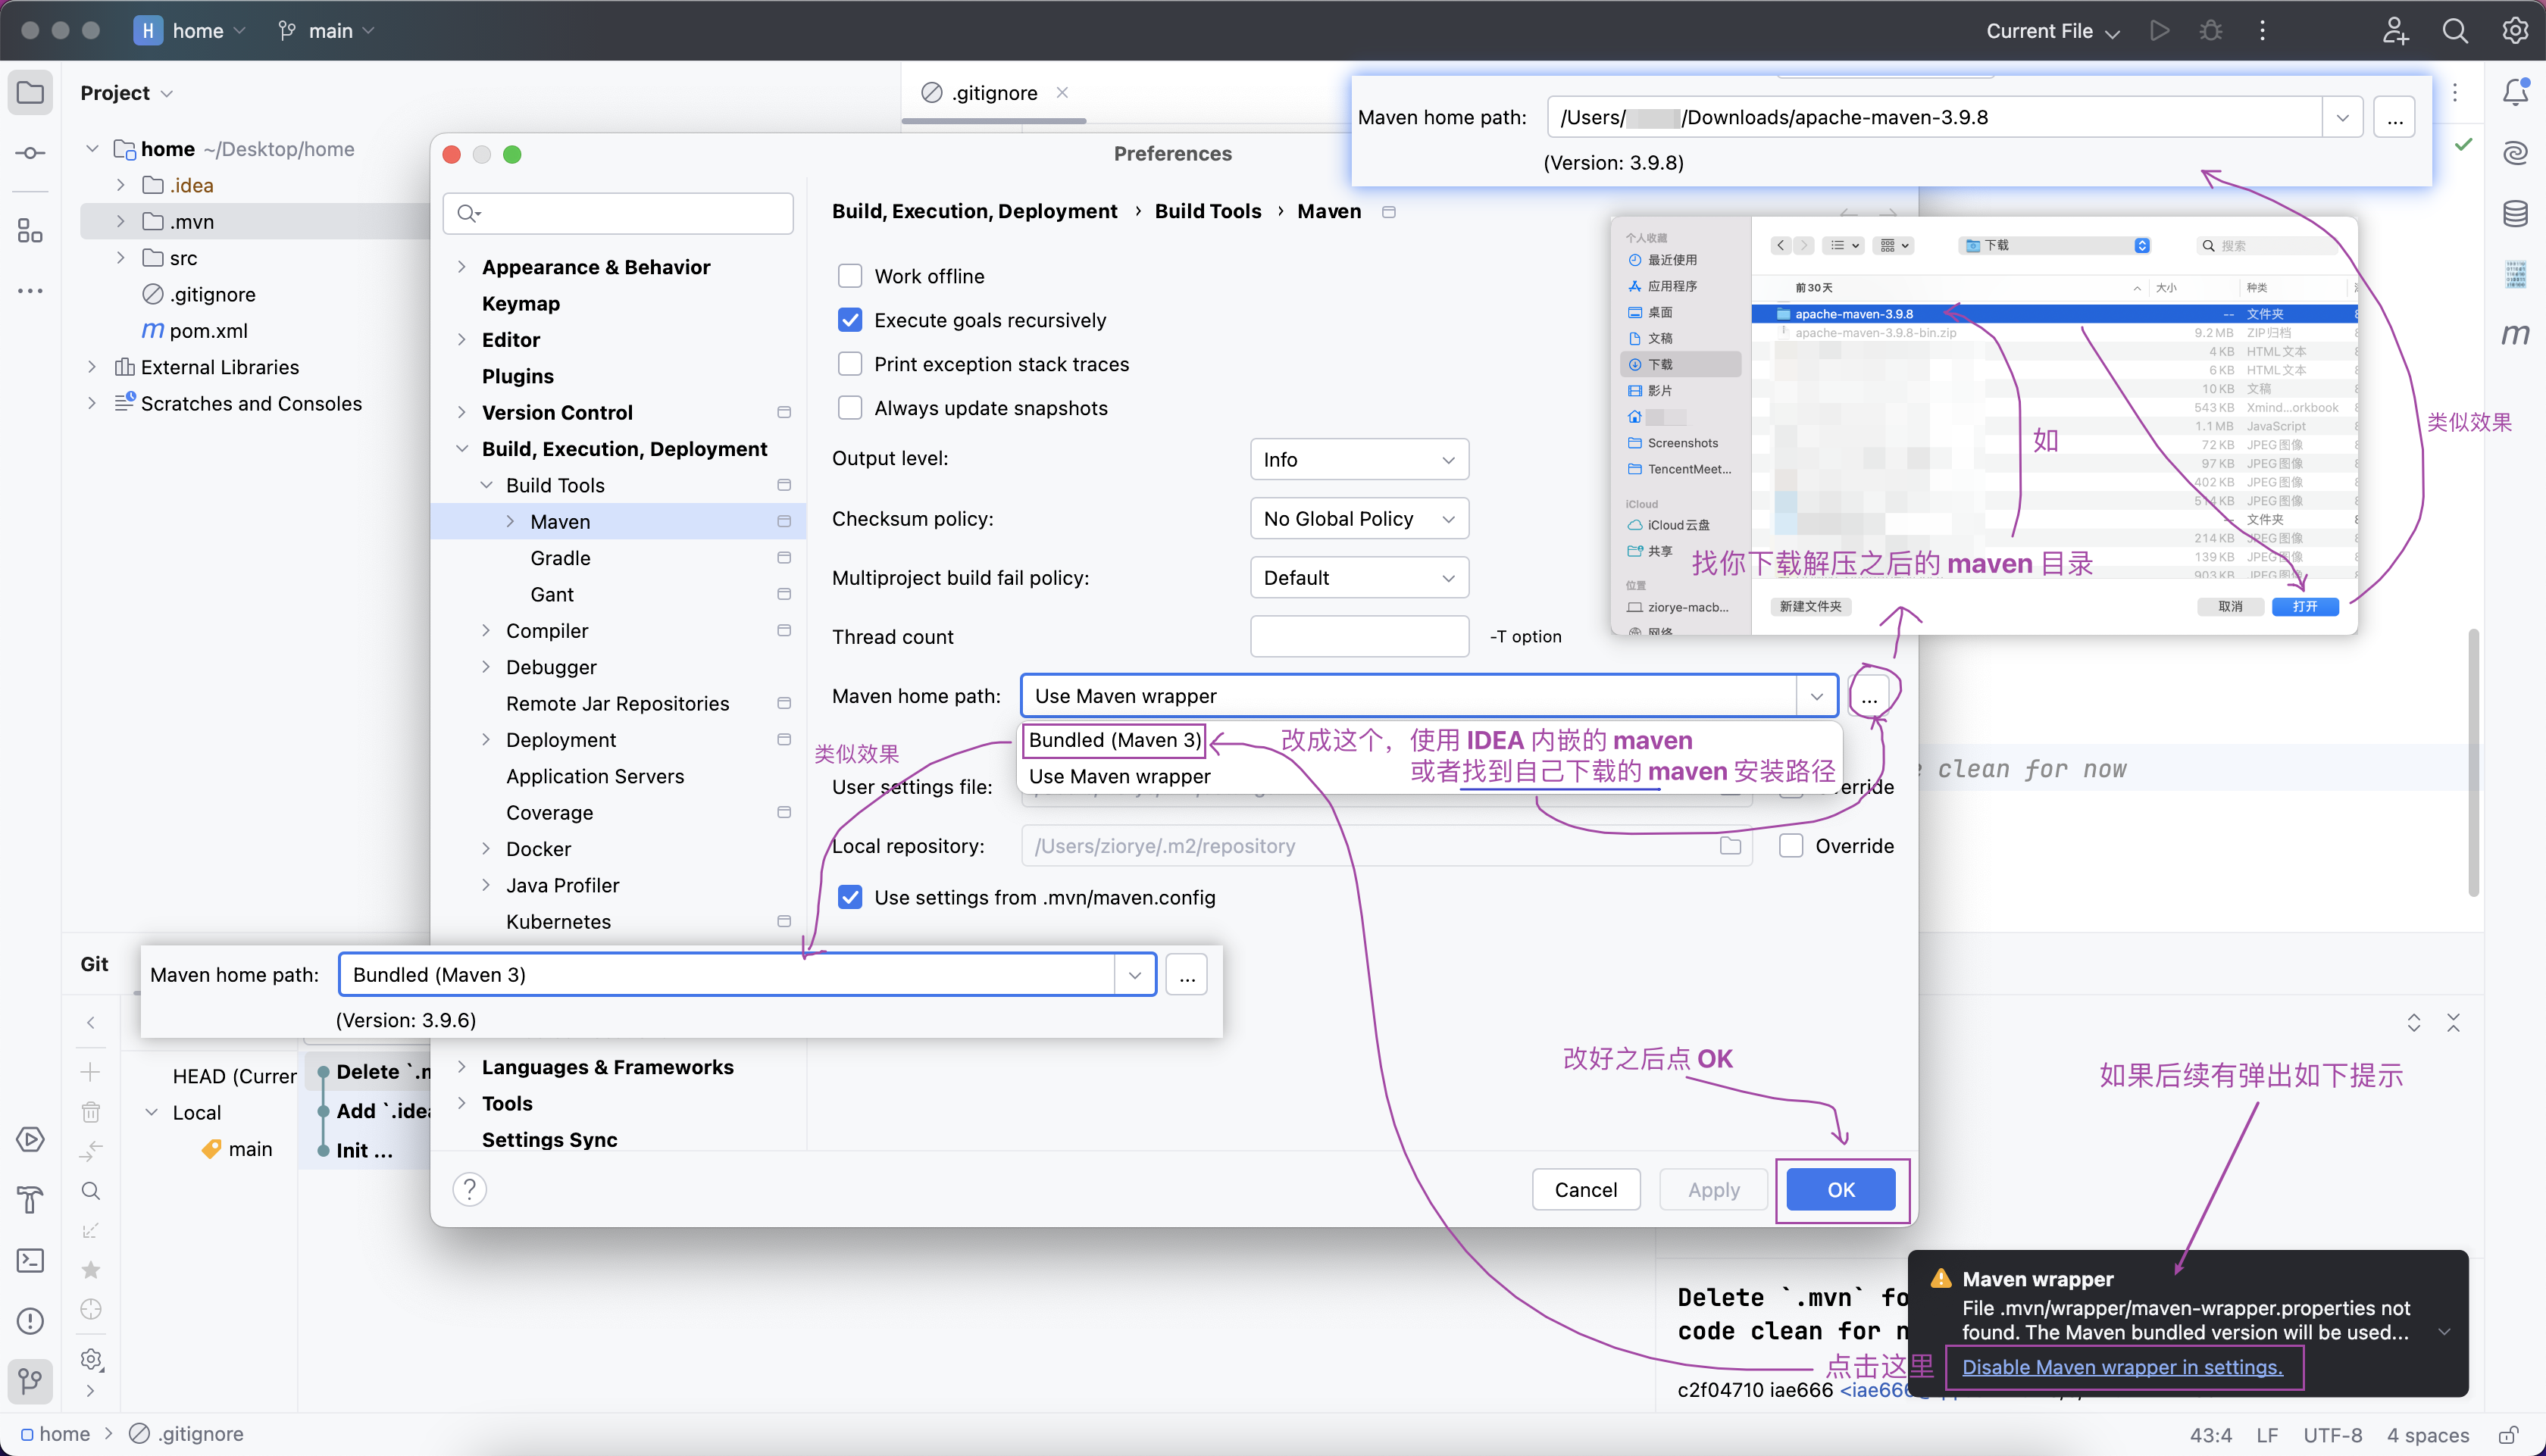 H home main
Current File
Project
.gitignore
home ~/Desktop/home
.idea
.mvn
src
.gitignore
pom.xml
External Libraries
Scratches and Consoles
Maven home path: /Users/ /Downloads/apache-maven-3.9.8 ...
(Version: 3.9.8)
类似效果
Preferences
Appearance & Behavior
Keymap
Editor
Plugins
Version Control
Build, Execution, Deployment
Build Tools
Maven
Gradle
Gant
Compiler
Debugger
Remote Jar Repositories
Deployment
Application Servers
Coverage
Docker
Java Profiler
Kubernetes
Languages & Frameworks
Tools
Settings Sync
Build, Execution, Deployment › Build Tools › Maven
Work offline
Execute goals recursively
Print exception stack traces
Always update snapshots
Output level: Info
Checksum policy: No Global Policy
Multiproject build fail policy: Default
Thread count -T option
Maven home path: Use Maven wrapper ...
Bundled (Maven 3)
Use Maven wrapper
改成这个，使用 IDEA 内嵌的 maven
或者找到自己下载的 maven 安装路径
类似效果
User settings file:
Local repository: /Users/ziorye/.m2/repository Override
Use settings from .mvn/maven.config
个人收藏
最近使用
应用程序
桌面
文稿
下载
影片
Screenshots
TencentMeet...
iCloud
iCloud云盘
共享
位置
ziorye-macb...
网络
下载
搜索
前30天 大小 种类
apache-maven-3.9.8 -- 文件夹
apache-maven-3.9.8-bin.zip 9.2 MB ZIP归档
4 KB HTML文本
6 KB HTML文本
10 KB 文稿
543 KB Xmind...orkbook
1.1 MB JavaScript
72 KB JPEG图像
97 KB JPEG图像
402 KB JPEG图像
514 KB JPEG图像
-- 文件夹
214 KB JPEG图像
139 KB JPEG图像
903 KB JPEG图像
如
找你下载解压之后的 maven 目录
新建文件夹 取消 打开
clean for now
Maven home path: Bundled (Maven 3) ...
(Version: 3.9.6)
改好之后点 OK
? Cancel Apply OK
Git
HEAD (Curren
Local
main
Delete `.m
Add `.idea
Init ...
如果后续有弹出如下提示
Delete `.mvn` fo
code clean for n
c2f04710 iae666 <iae666@
点击这里
Maven wrapper
File .mvn/wrapper/maven-wrapper.properties not
found. The Maven bundled version will be used...
Disable Maven wrapper in settings.
home .gitignore
43:4 LF UTF-8 4 spaces